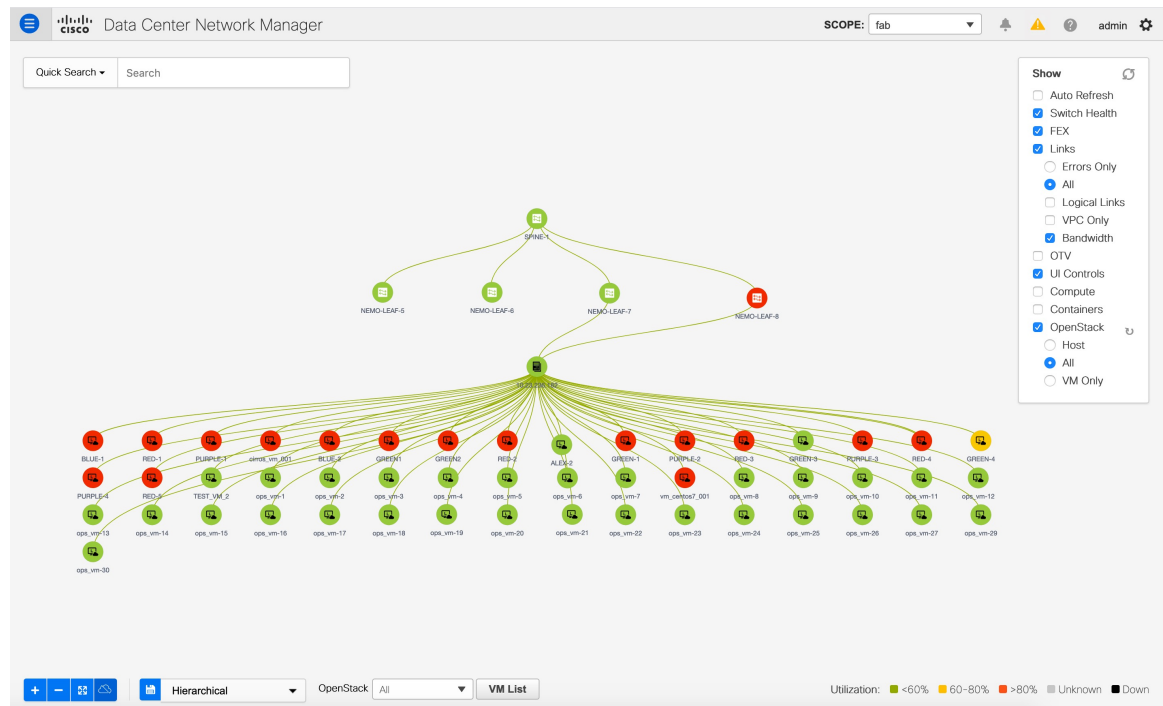 cisco Data Center Network Manager SCOPE: fab admin
Quick Search Search
Show
Auto Refresh
Switch Health
FEX
Links
Errors Only
All
Logical Links
VPC Only
Bandwidth
OTV
UI Controls
Compute
Containers
OpenStack
Host
All
VM Only
SPINE-1
NEMO-LEAF-5 NEMO-LEAF-6 NEMO-LEAF-7 NEMO-LEAF-8
BLUE-1 RED-1 PURPLE-1 cirros_vm_001 BLUE-2 GREEN1 GREEN2 RED-2 ALEX-2 GREEN-1 PURPLE-2 RED-3 GREEN-3 PURPLE-3 RED-4 GREEN-4
PURPLE-4 RED-5 TEST_VM_2 ops_vm-1 ops_vm-2 ops_vm-3 ops_vm-4 ops_vm-5 ops_vm-6 ops_vm-7 vm_centos7_001 ops_vm-8 ops_vm-9 ops_vm-10 ops_vm-11 ops_vm-12
ops_vm-13 ops_vm-14 ops_vm-15 ops_vm-16 ops_vm-17 ops_vm-18 ops_vm-19 ops_vm-20 ops_vm-21 ops_vm-22 ops_vm-23 ops_vm-24 ops_vm-25 ops_vm-26 ops_vm-27 ops_vm-29
ops_vm-30
Hierarchical OpenStack All VM List Utilization: <60% 60-80% >80% Unknown Down